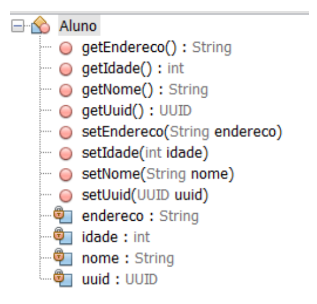 Aluno
getEndereco() : String
getIdade() : int
getNome() : String
getUuid() : UUID
setEndereco(String endereco)
setIdade(int idade)
setNome(String nome)
setUuid(UUID uuid)
endereco : String
idade : int
nome : String
uuid : UUID